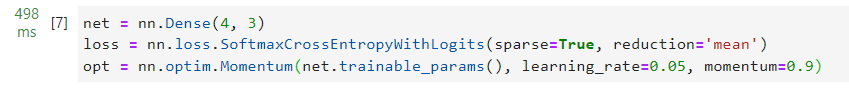 498
ms
[7]
net = nn.Dense(4, 3)
loss = nn.loss.SoftmaxCrossEntropyWithLogits(sparse=True, reduction='mean')
opt = nn.optim.Momentum(net.trainable_params(), learning_rate=0.05, momentum=0.9)